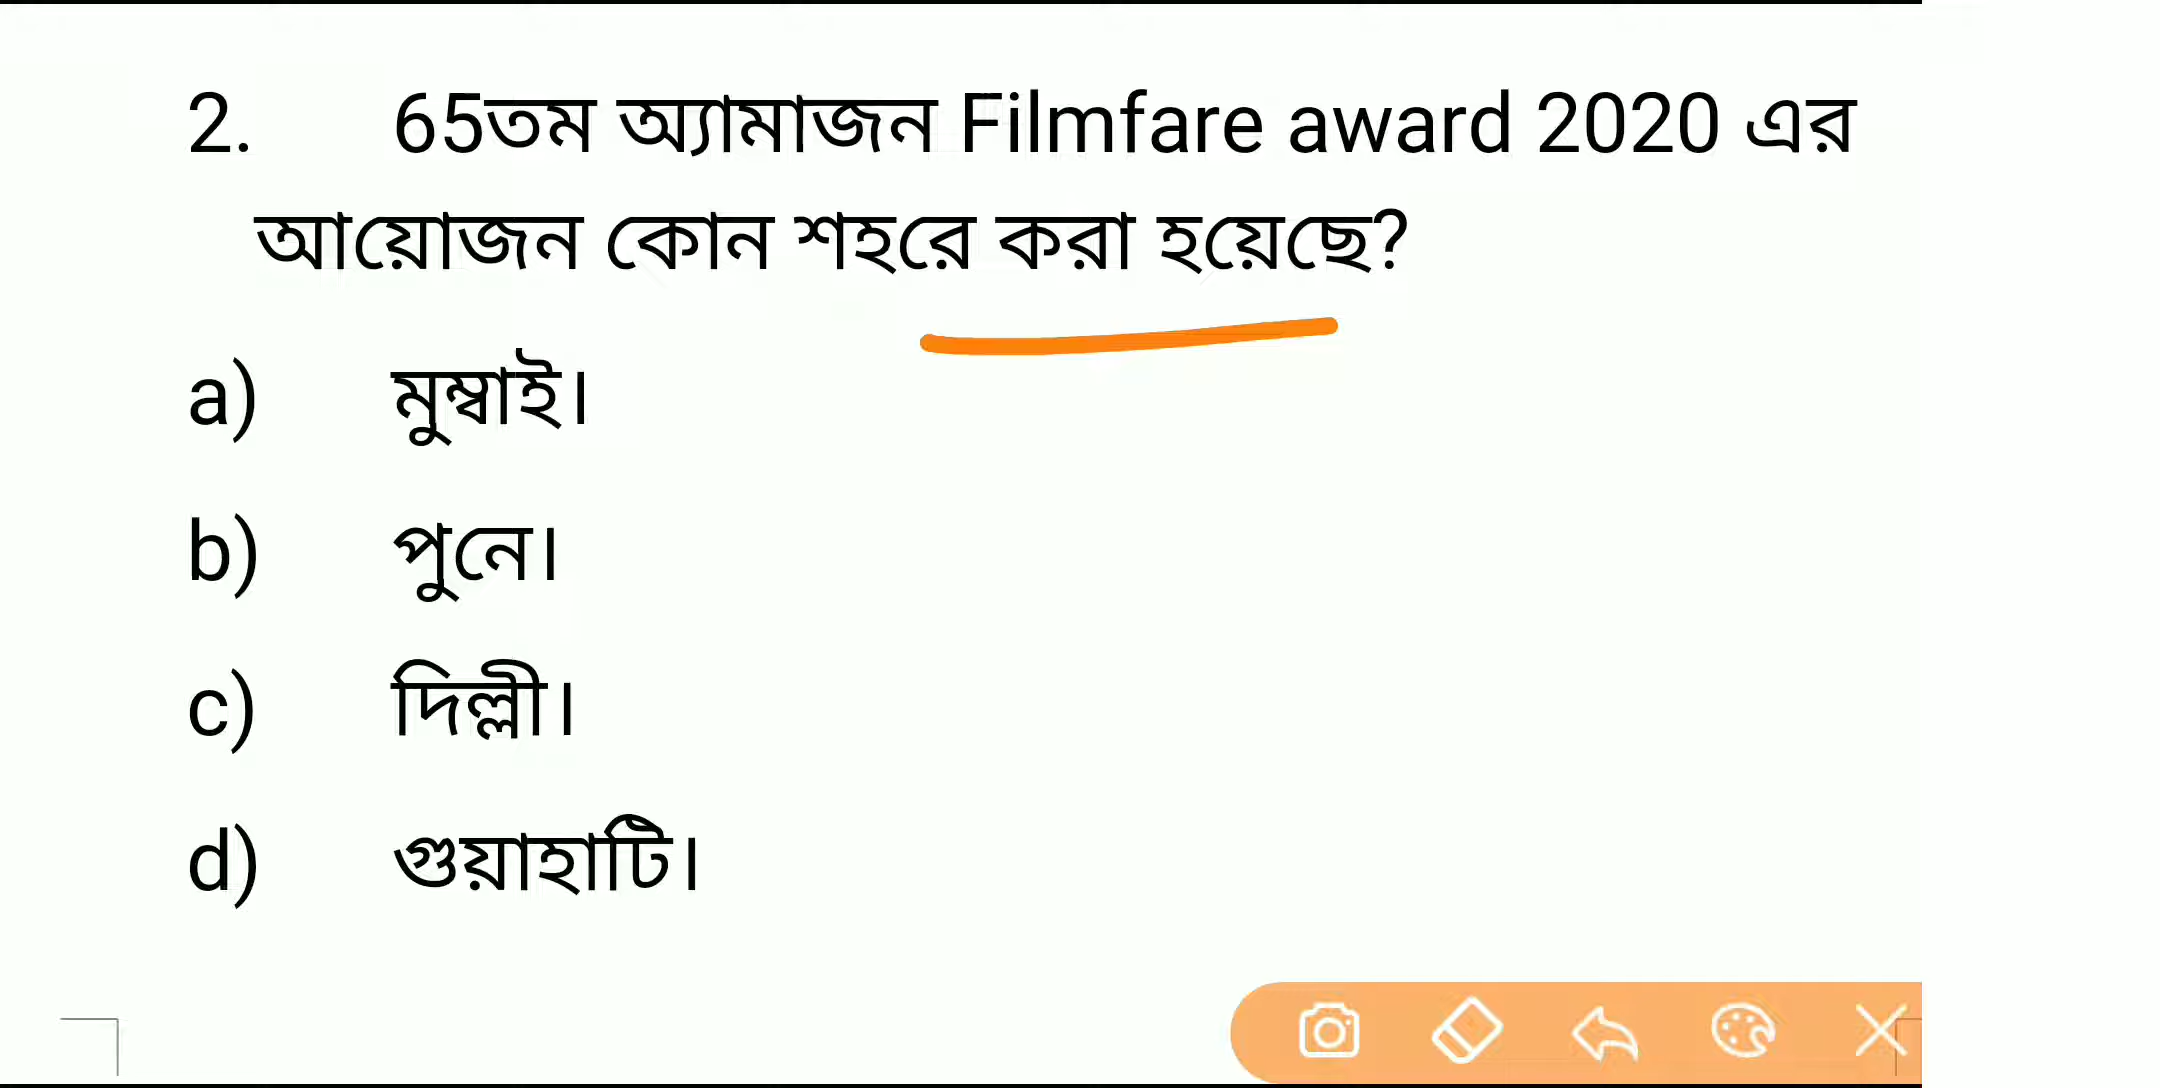 2. 65তম অ্যামাজন Filmfare award 2020 এর
আয়োজন কোন শহরে করা হয়েছে?
a) মুম্বাই।
b) পুনে।
c) দিল্লী।
d) গুয়াহাটি।